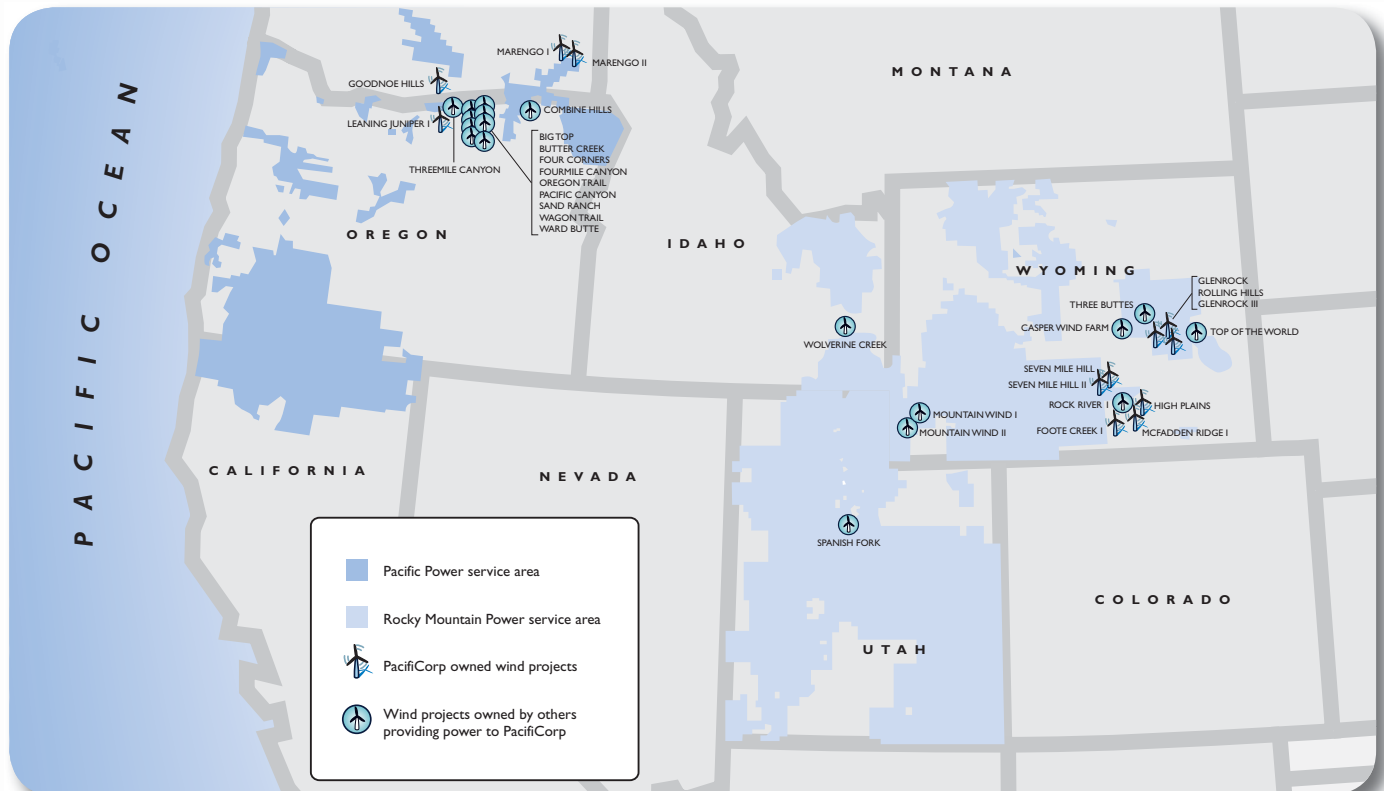 PACIFIC OCEAN
MARENGO I
MARENGO II
MONTANA
GOODNOE HILLS
COMBINE HILLS
LEANING JUNIPER I
BIG TOP
BUTTER CREEK
FOUR CORNERS
FOURMILE CANYON
OREGON TRAIL
PACIFIC CANYON
SAND RANCH
WAGON TRAIL
WARD BUTTE
THREEMILE CANYON
OREGON
IDAHO
WYOMING
GLENROCK
ROLLING HILLS
GLENROCK III
THREE BUTTES
CASPER WIND FARM
TOP OF THE WORLD
WOLVERINE CREEK
SEVEN MILE HILL
SEVEN MILE HILL II
ROCK RIVER I
HIGH PLAINS
MOUNTAIN WIND I
MOUNTAIN WIND II
FOOTE CREEK I
MCFADDEN RIDGE I
CALIFORNIA
NEVADA
SPANISH FORK
COLORADO
UTAH
Pacific Power service area
Rocky Mountain Power service area
PacifiCorp owned wind projects
Wind projects owned by others
providing power to PacifiCorp